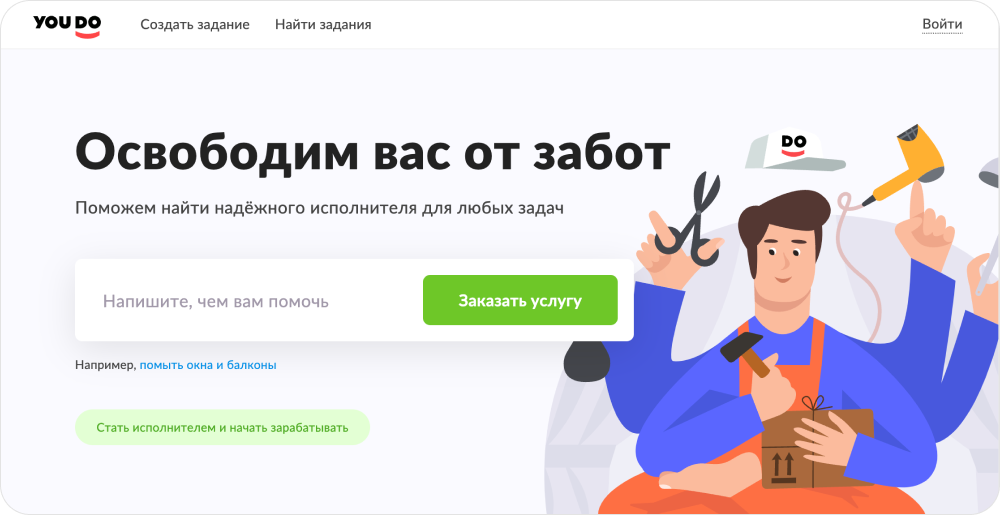 YOU DO
Создать задание
Найти задания
Войти
Освободим вас от забот
Поможем найти надёжного исполнителя для любых задач
Напишите, чем вам помочь
Заказать услугу
Например, помыть окна и балконы
Стать исполнителем и начать зарабатывать
DO